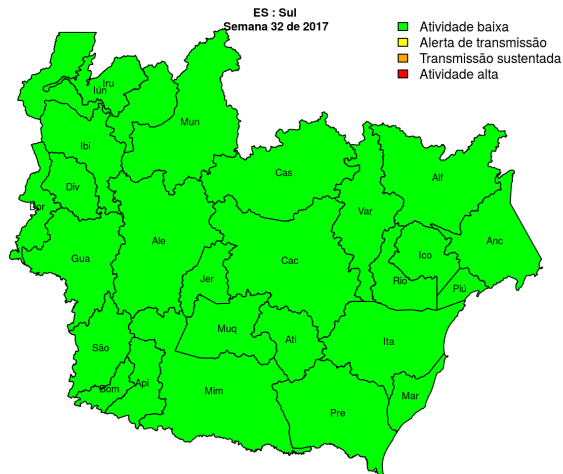 ES : Sul
Semana 32 de 2017
Atividade baixa
Alerta de transmissão
Transmissão sustentada
Atividade alta
Iru
Iún
Mun
Ibi
Cas
Alf
Div
Dor
Var
Ale
Anc
Gua
Cac
Ico
Jer
Rio
Piú
Muq
Ati
Ita
São
Bom
Api
Mim
Mar
Pre